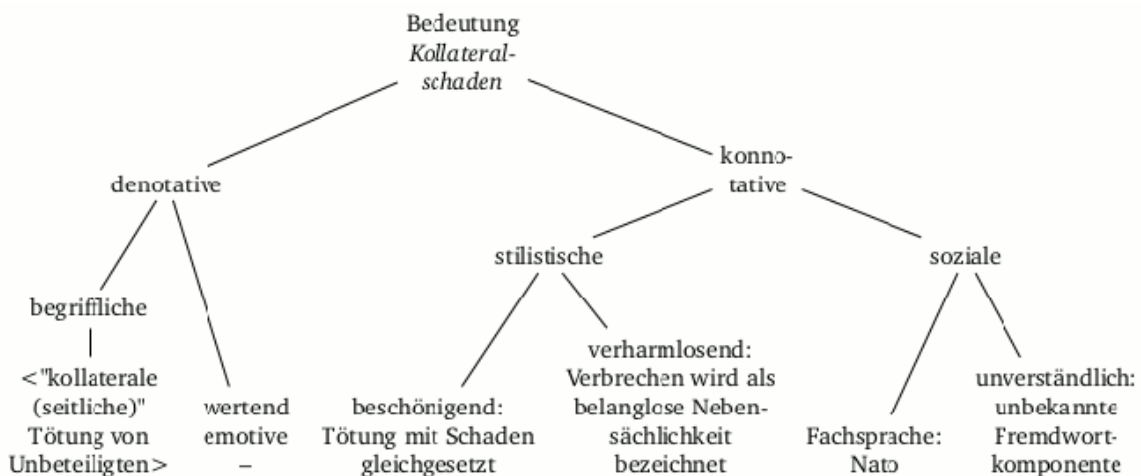 Bedeutung
Kollateral-
schaden
denotative
konno-
tative
begriffliche
<"kollaterale
(seitliche)"
Tötung von
Unbeteiligten>
wertend
emotive
–
stilistische
beschönigend:
Tötung mit Schaden
gleichgesetzt
verharmlosend:
Verbrechen wird als
belanglose Neben-
sächlichkeit
bezeichnet
soziale
Fachsprache:
Nato
unverständlich:
unbekannte
Fremdwort-
komponente